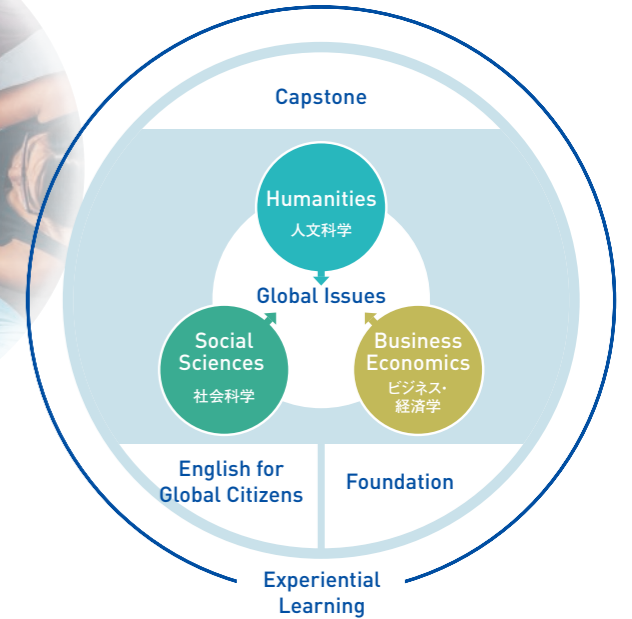 Capstone
Humanities
人文科学
Global Issues
Social
Sciences
社会科学
Business
Economics
ビジネス・
経済学
English for
Global Citizens
Foundation
Experiential
Learning